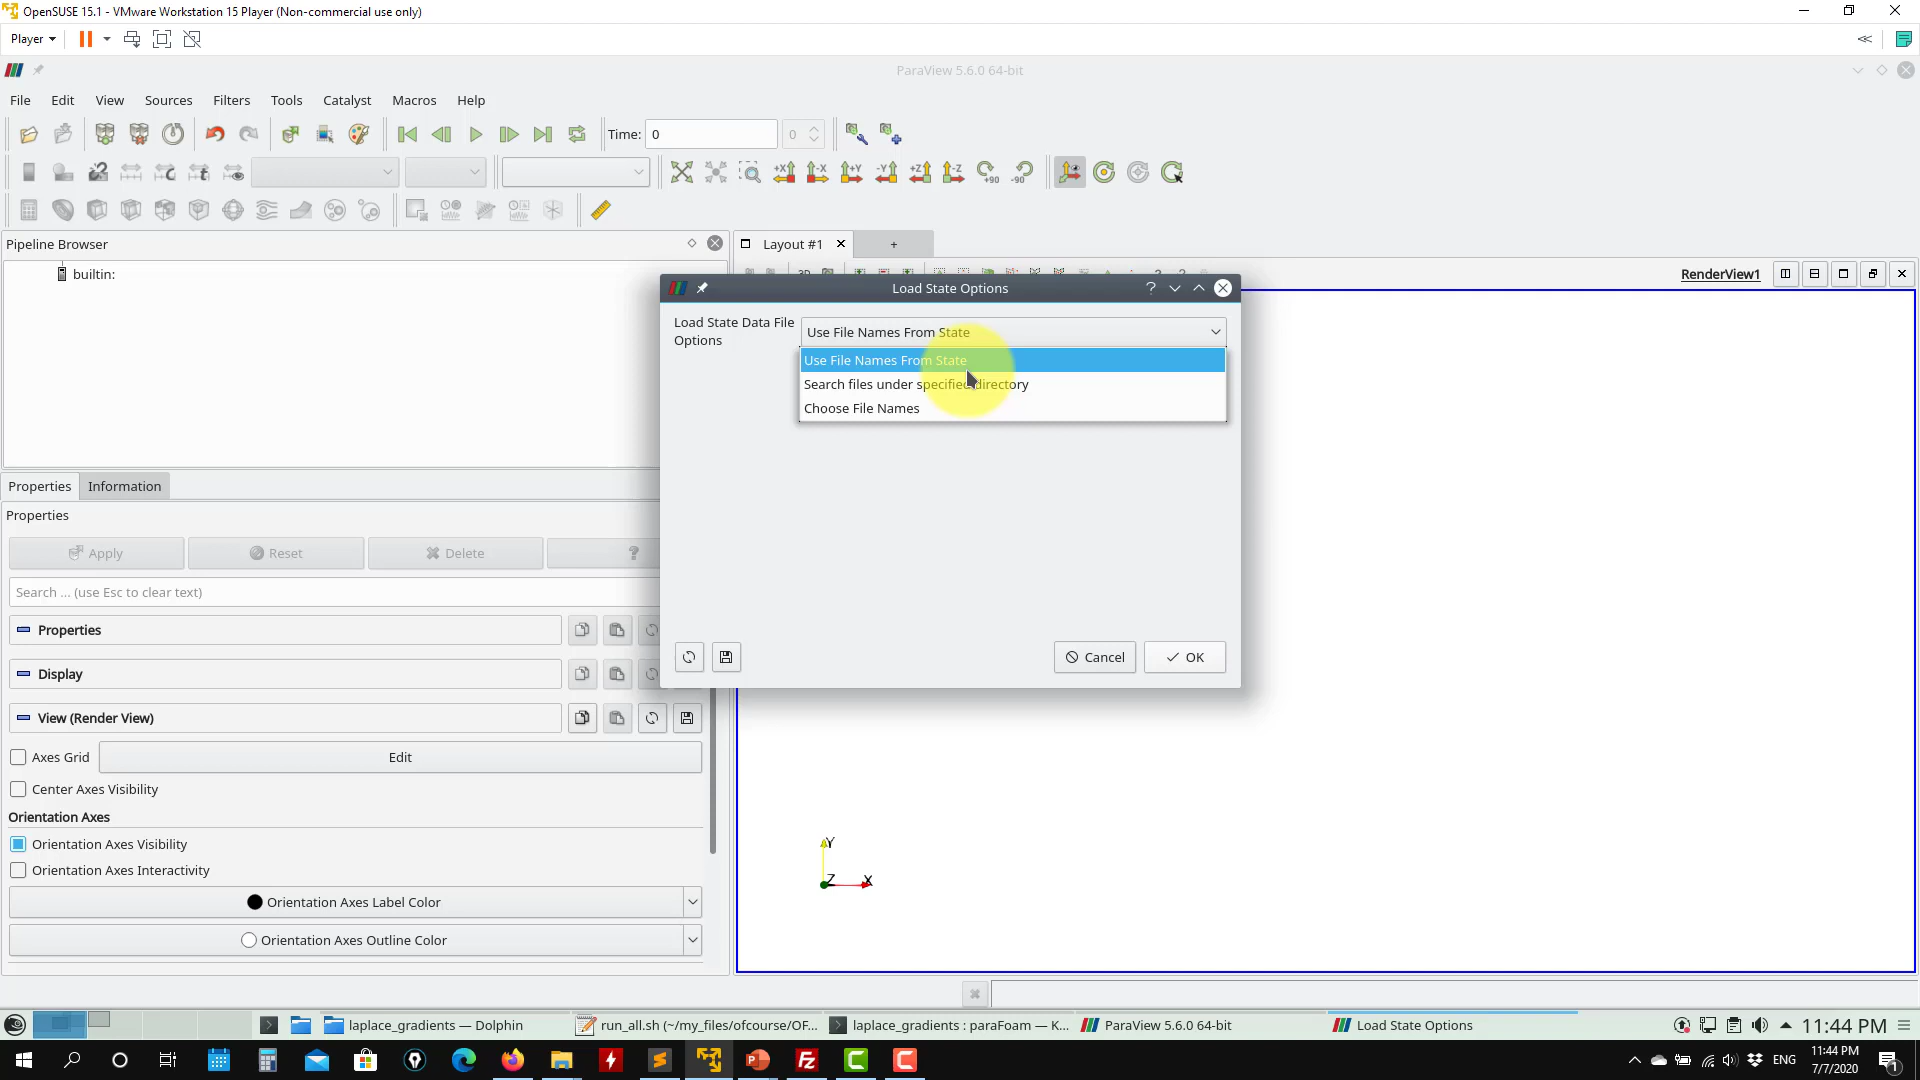 OpenSUSE 15.1 - VMware Workstation 15 Player (Non-commercial use only)
Player
ParaView 5.6.0 64-bit
File Edit View Sources Filters Tools Catalyst Macros Help
Time: 0 0
+X -X +Y -Y +Z -Z +90 -90
Pipeline Browser
Layout #1 +
builtin:
3D
RenderView1
Load State Options
?
Load State Data File
Options
Use File Names From State
Use File Names From State
Search files under specified directory
Choose File Names
Cancel OK
Properties Information
Properties
Apply Reset Delete ?
Search ... (use Esc to clear text)
Properties
Display
View (Render View)
Axes Grid Edit
Center Axes Visibility
Orientation Axes
Orientation Axes Visibility
Orientation Axes Interactivity
Orientation Axes Label Color
Orientation Axes Outline Color
Y
Z X
laplace_gradients — Dolphin
run_all.sh (~/my_files/ofcourse/OF...
laplace_gradients : paraFoam — K...
ParaView 5.6.0 64-bit
Load State Options
11:44 PM
ENG
11:44 PM
7/7/2020
1